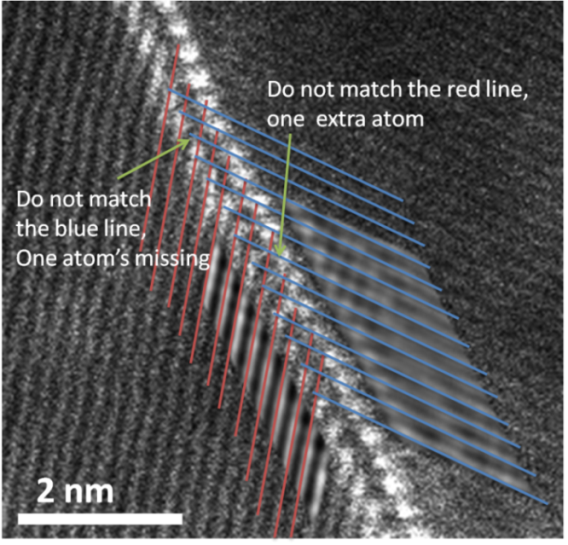 Do not match the red line,
one extra atom
Do not match
the blue line,
One atom's missing
2 nm